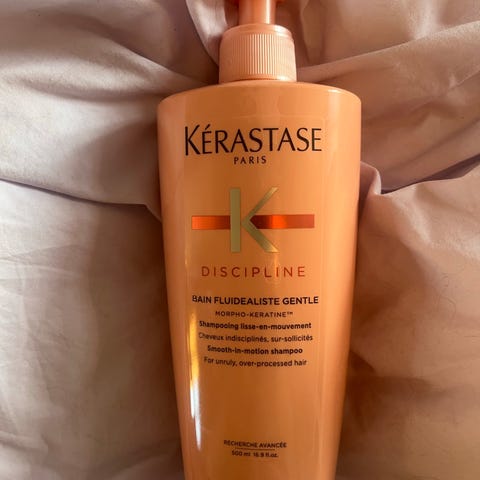 KÉRASTASE
PARIS
K
DISCIPLINE
BAIN FLUIDEALISTE GENTLE
MORPHO-KERATINE™
Shampooing lisse-en-mouvement
Cheveux indisciplinés, sur-sollicités
Smooth-in-motion shampoo
For unruly, over-processed hair
RECHERCHE AVANCÉE
500 ml 16.9 fl.oz.